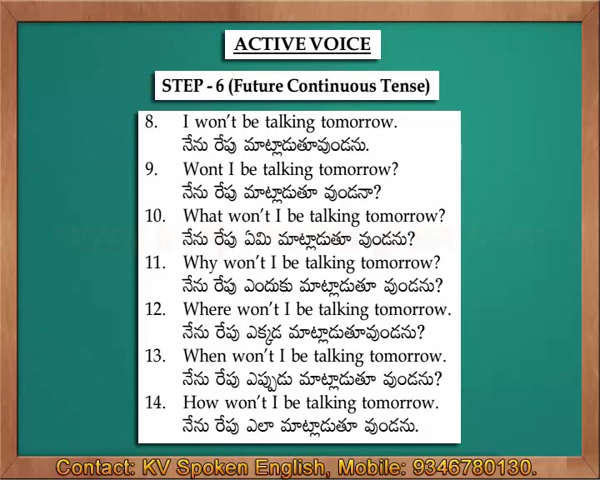 ACTIVE VOICE
STEP - 6 (Future Continuous Tense)
8. I won't be talking tomorrow.
నేను రేపు మాట్లాడుతూవుండను.
9. Wont I be talking tomorrow?
నేను రేపు మాట్లాడుతూ వుండనా?
10. What won't I be talking tomorrow?
నేను రేపు ఏమి మాట్లాడుతూ వుండను?
11. Why won't I be talking tomorrow?
నేను రేపు ఎందుకు మాట్లాడుతూ వుండను?
12. Where won't I be talking tomorrow.
నేను రేపు ఎక్కడ మాట్లాడుతూవుండను?
13. When won't I be talking tomorrow.
నేను రేపు ఎప్పుడు మాట్లాడుతూ వుండను?
14. How won't I be talking tomorrow.
నేను రేపు ఎలా మాట్లాడుతూ వుండను.
Contact: KV Spoken English, Mobile: 9346780130.